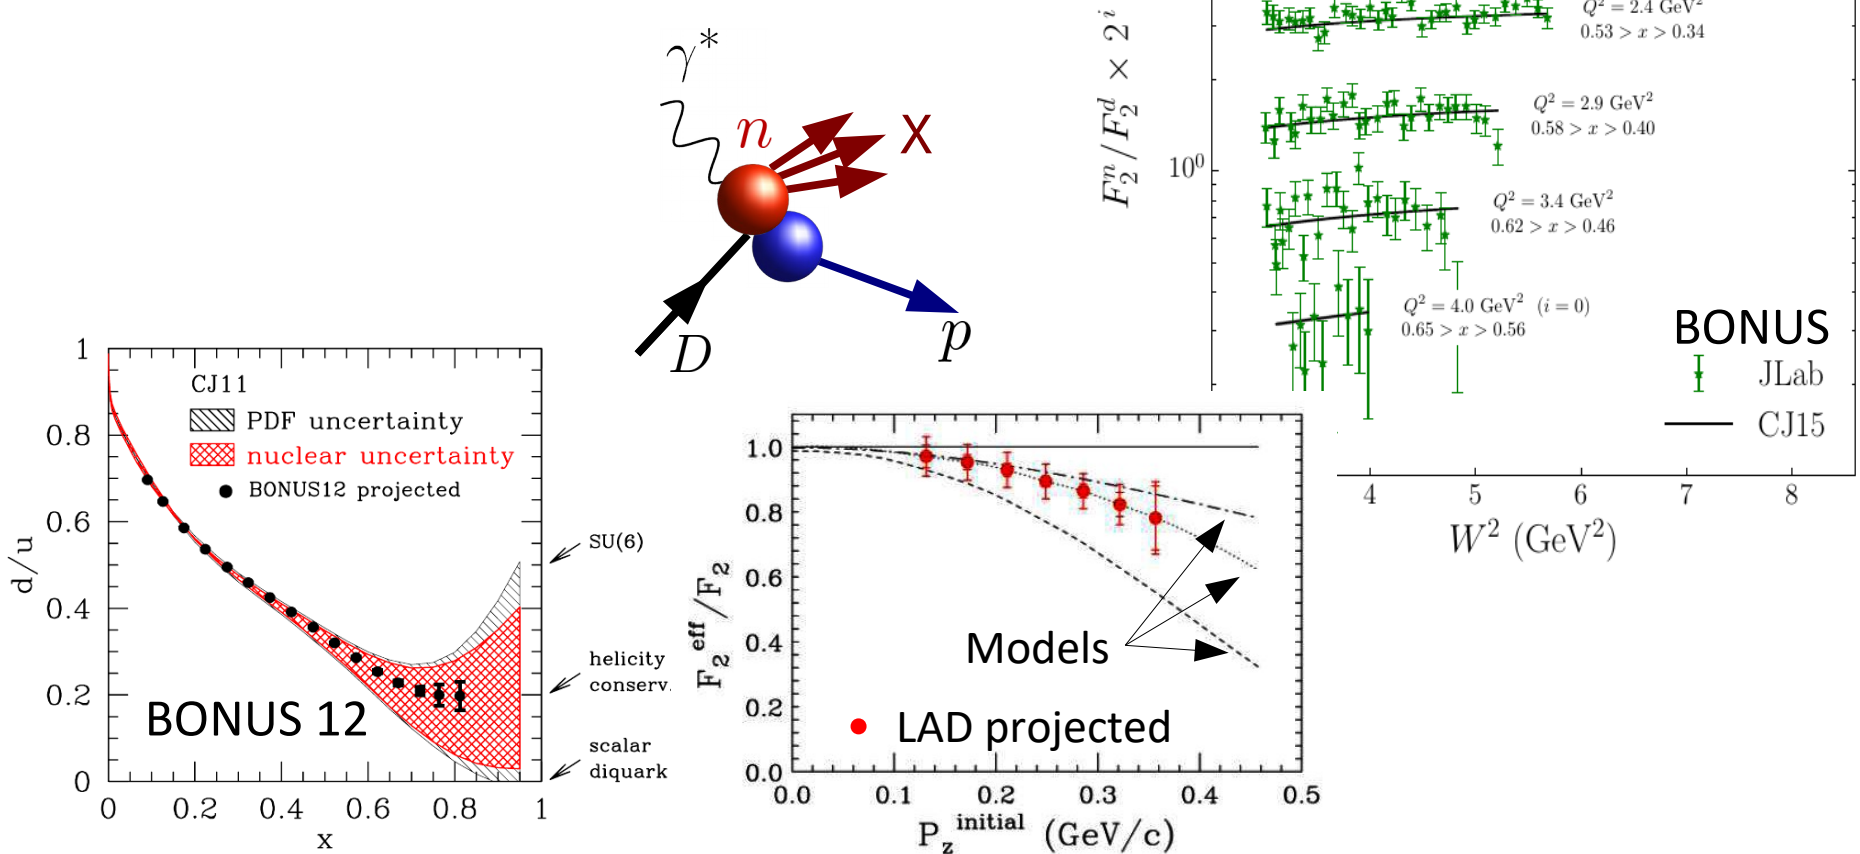 γ*
n
X
D
p
F₂ⁿ/F₂ᵈ × 2ⁱ
10⁰
Q² = 2.4 GeV²
0.53 > x > 0.34
Q² = 2.9 GeV²
0.58 > x > 0.40
Q² = 3.4 GeV²
0.62 > x > 0.46
Q² = 4.0 GeV² (i = 0)
0.65 > x > 0.56
BONUS
JLab
CJ15
4 5 6 7 8
W² (GeV²)
d/u
1
0.8
0.6
0.4
0.2
0
CJ11
PDF uncertainty
nuclear uncertainty
BONUS12 projected
BONUS 12
SU(6)
helicity
conserv.
scalar
diquark
0 0.2 0.4 0.6 0.8 1
x
F₂ᵉᶠᶠ/F₂
1.0
0.8
0.6
0.4
0.2
0.0
Models
LAD projected
0.0 0.1 0.2 0.3 0.4 0.5
P_z^initial (GeV/c)